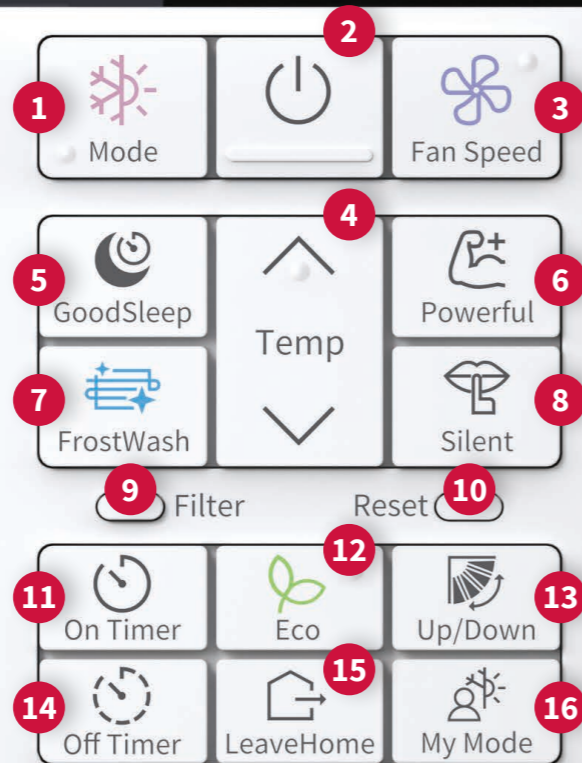 2
1
3
Mode
Fan Speed
4
5
6
GoodSleep
Powerful
Temp
7
8
FrostWash
Silent
9 Filter
Reset 10
12
11
13
On Timer
Eco
Up/Down
15
14
16
Off Timer
LeaveHome
My Mode